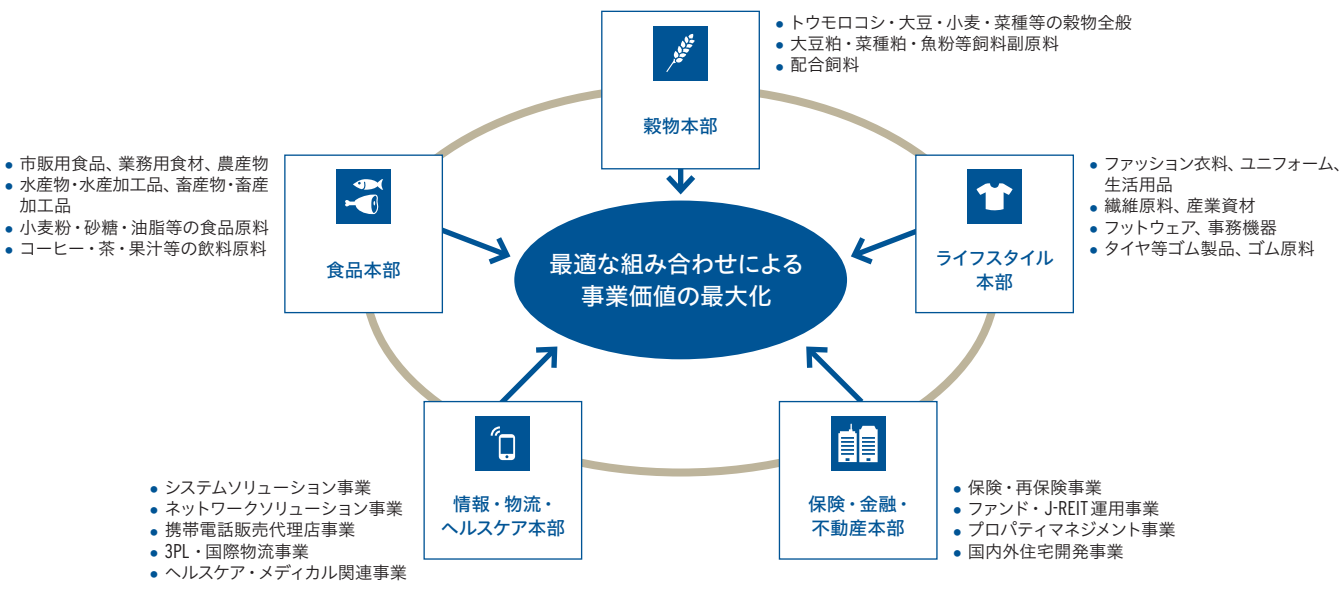 穀物本部
● トウモロコシ・大豆・小麦・菜種等の穀物全般
● 大豆粕・菜種粕・魚粉等飼料副原料
● 配合飼料
● 市販用食品、業務用食材、農産物
● 水産物・水産加工品、畜産物・畜産
加工品
● 小麦粉・砂糖・油脂等の食品原料
● コーヒー・茶・果汁等の飲料原料
食品本部
最適な組み合わせによる
事業価値の最大化
ライフスタイル
本部
● ファッション衣料、ユニフォーム、
生活用品
● 繊維原料、産業資材
● フットウェア、事務機器
● タイヤ等ゴム製品、ゴム原料
● システムソリューション事業
● ネットワークソリューション事業
● 携帯電話販売代理店事業
● 3PL・国際物流事業
● ヘルスケア・メディカル関連事業
情報・物流・
ヘルスケア本部
保険・金融・
不動産本部
● 保険・再保険事業
● ファンド・J-REIT運用事業
● プロパティマネジメント事業
● 国内外住宅開発事業